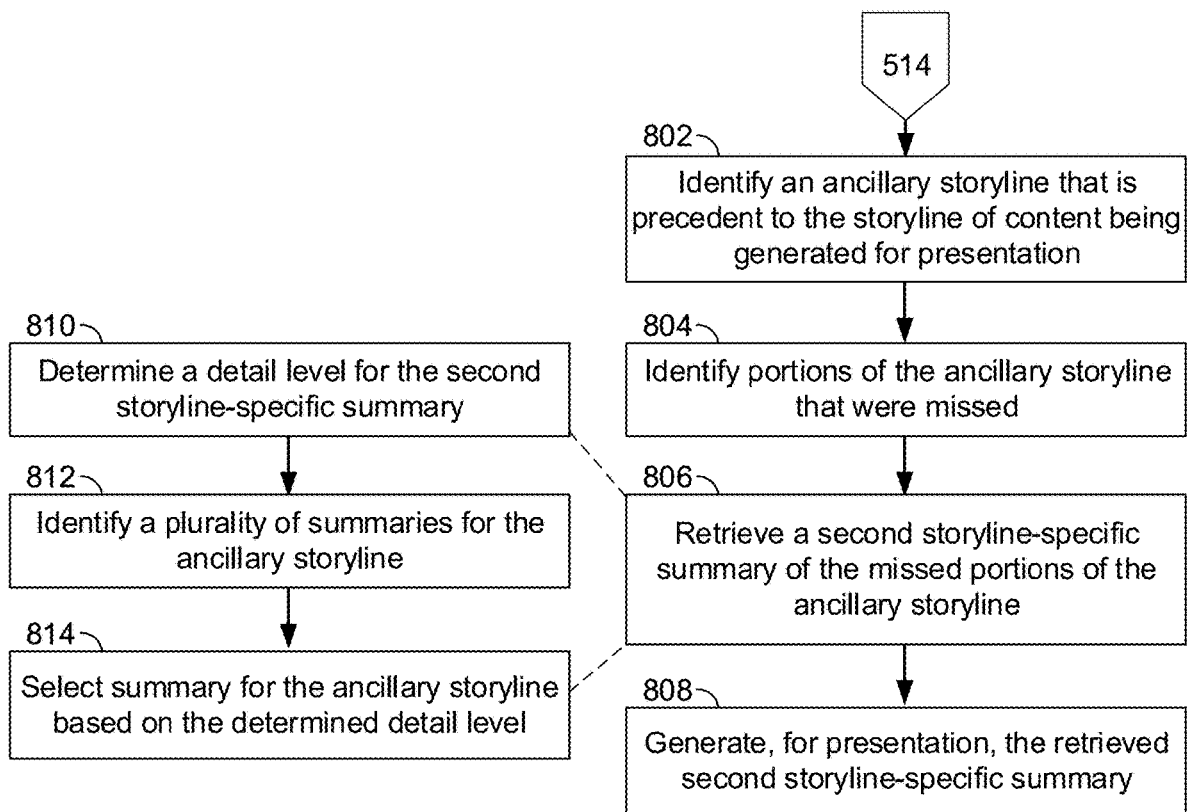 514
802
Identify an ancillary storyline that is
precedent to the storyline of content being
generated for presentation
804
Identify portions of the ancillary storyline
that were missed
806
Retrieve a second storyline-specific
summary of the missed portions of the
ancillary storyline
808
Generate, for presentation, the retrieved
second storyline-specific summary
810
Determine a detail level for the second
storyline-specific summary
812
Identify a plurality of summaries for the
ancillary storyline
814
Select summary for the ancillary storyline
based on the determined detail level